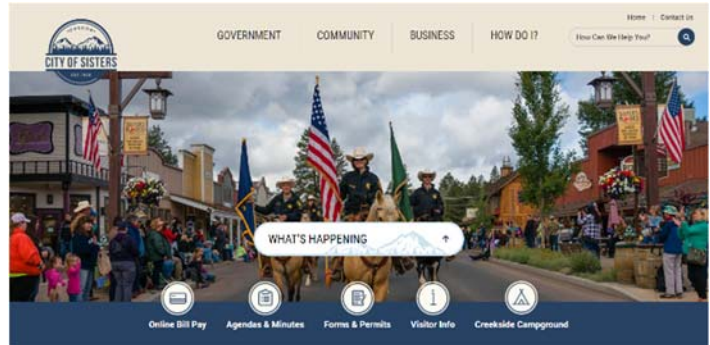 Home | Contact Us
GOVERNMENT COMMUNITY BUSINESS HOW DO I?
How Can We Help You?
CITY OF SISTERS
WHAT'S HAPPENING
Online Bill Pay Agendas & Minutes Forms & Permits Visitor Info Creekside Campground